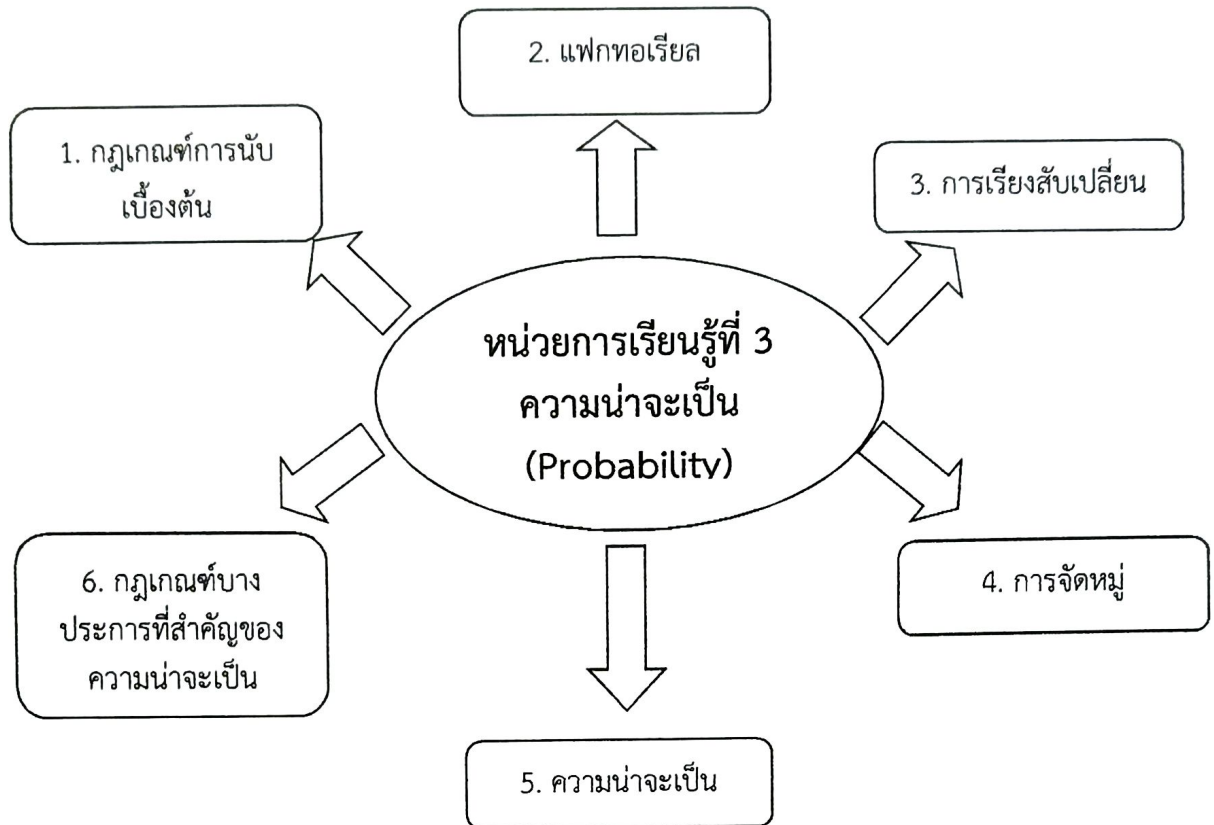 2. แฟกทอเรียล
1. กฎเกณฑ์การนับ
เบื้องต้น
3. การเรียงสับเปลี่ยน
หน่วยการเรียนรู้ที่ 3
ความน่าจะเป็น
(Probability)
6. กฎเกณฑ์บาง
ประการที่สำคัญของ
ความน่าจะเป็น
4. การจัดหมู่
5. ความน่าจะเป็น